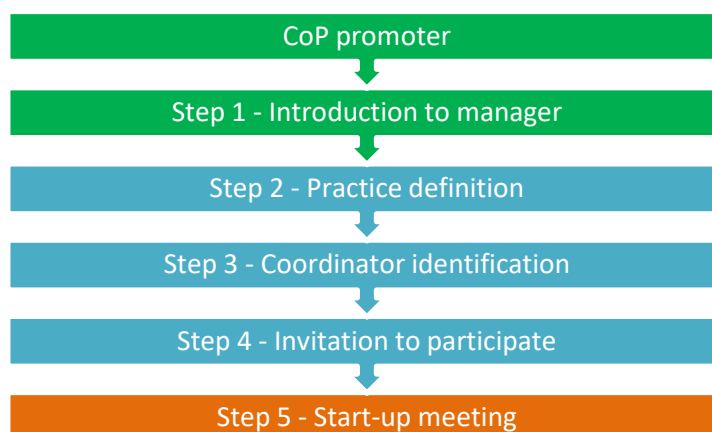 CoP promoter
Step 1 - Introduction to manager
Step 2 - Practice definition
Step 3 - Coordinator identification
Step 4 - Invitation to participate
Step 5 - Start-up meeting